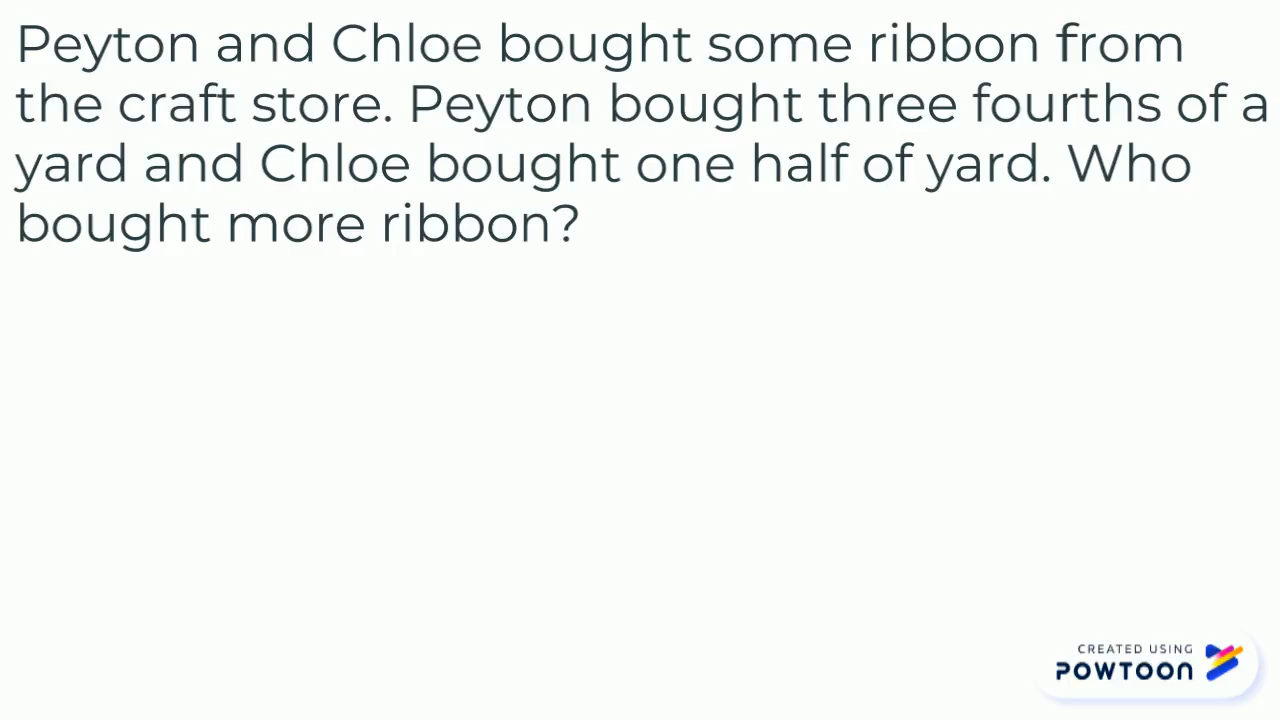 Peyton and Chloe bought some ribbon from
the craft store. Peyton bought three fourths of a
yard and Chloe bought one half of yard. Who
bought more ribbon?
CREATED USING
POWTOON